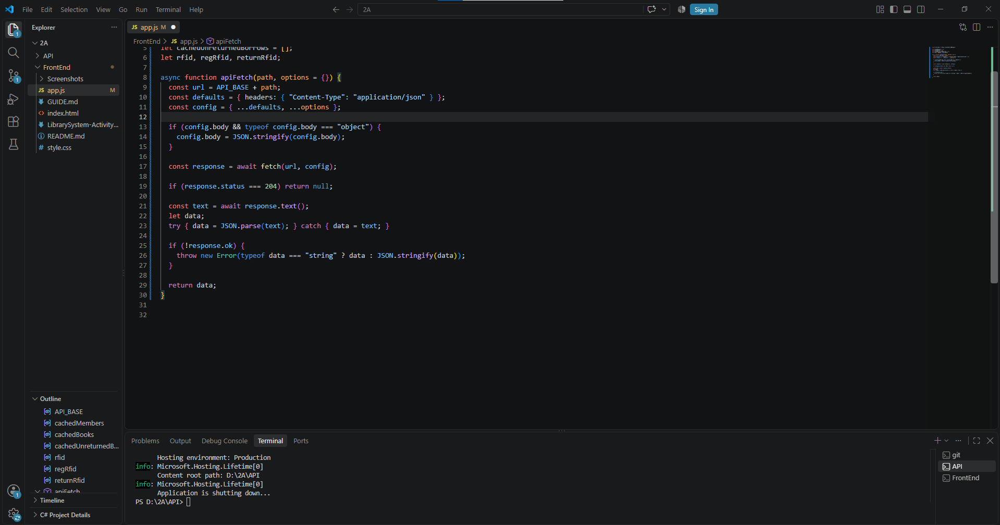 File Edit Selection View Go Run Terminal Help
2A
Sign In
Explorer
2A
API
FrontEnd
Screenshots
JS app.js M
GUIDE.md
index.html
LibrarySystem-Activity...
README.md
style.css
Outline
API_BASE
cachedMembers
cachedBooks
cachedUnreturnedB...
rfid
regRfid
returnRfid
apiFetch
Timeline
C# Project Details
1
1
1
JS app.js M
FrontEnd > JS app.js > apiFetch
5 let cachedUnreturnedBorrows = [];
6 let rfid, regRfid, returnRfid;
7
8 async function apiFetch(path, options = {}) {
9 const url = API_BASE + path;
10 const defaults = { headers: { "Content-Type": "application/json" } };
11 const config = { ...defaults, ...options };
12
13 if (config.body && typeof config.body === "object") {
14 config.body = JSON.stringify(config.body);
15 }
16
17 const response = await fetch(url, config);
18
19 if (response.status === 204) return null;
20
21 const text = await response.text();
22 let data;
23 try { data = JSON.parse(text); } catch { data = text; }
24
25 if (!response.ok) {
26 throw new Error(typeof data === "string" ? data : JSON.stringify(data));
27 }
28
29 return data;
30 }
31
32
Problems Output Debug Console Terminal Ports
Hosting environment: Production
info: Microsoft.Hosting.Lifetime[0]
Content root path: D:\2A\API
info: Microsoft.Hosting.Lifetime[0]
Application is shutting down...
PS D:\2A\API>
git
API
FrontEnd